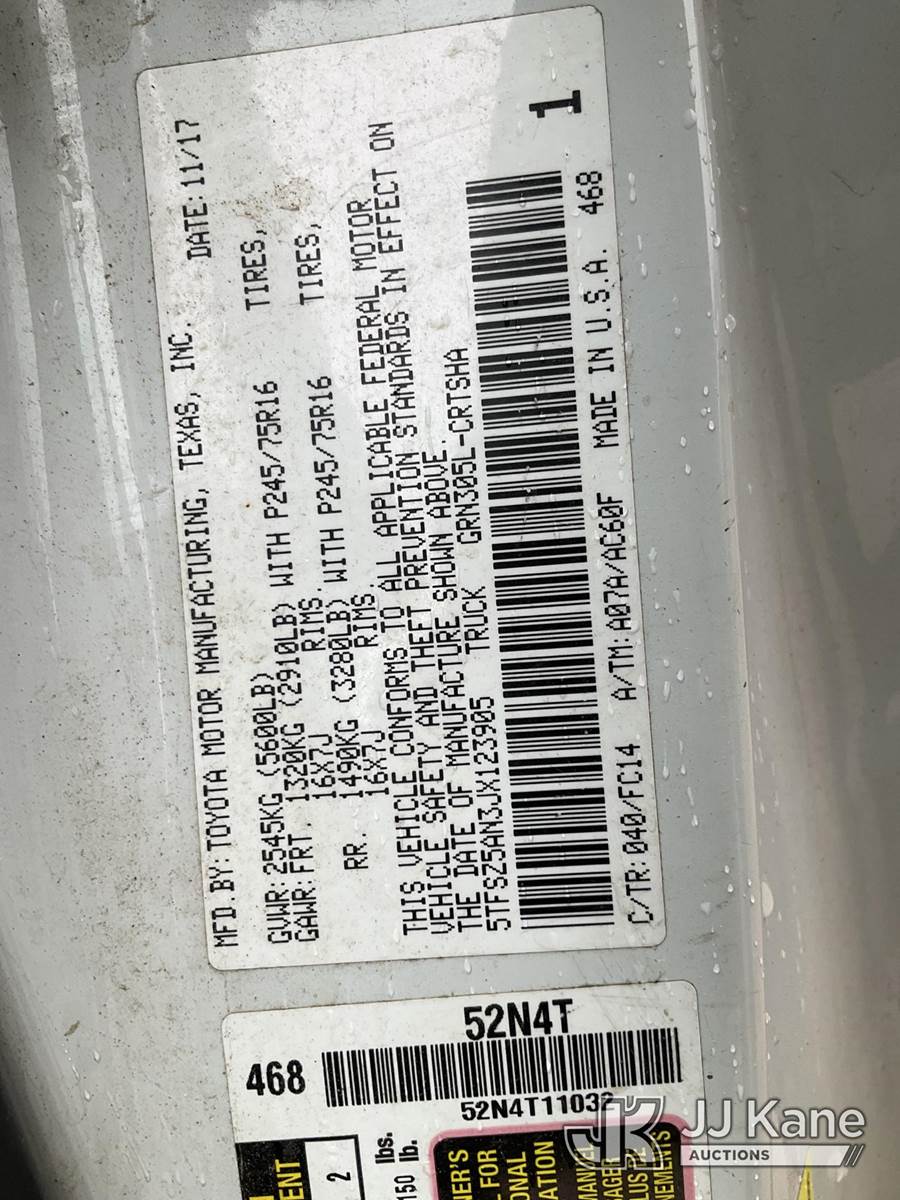 MFD.BY:TOYOTA MOTOR MANUFACTURING, TEXAS, INC. DATE:11/17
GVWR:2545KG (5600LB)
GAWR:FRT. 1320KG (2910LB) WITH P245/75R16 TIRES,
16X7J RIMS.
RR. 1490KG (3280LB) WITH P245/75R16 TIRES,
16X7J RIMS.
THIS VEHICLE CONFORMS TO ALL APPLICABLE FEDERAL MOTOR
VEHICLE SAFETY AND THEFT PREVENTION STANDARDS IN EFFECT ON
THE DATE OF MANUFACTURE SHOWN ABOVE.
5TFSZ5AN3JX123905 TRUCK GRN305L-CRTSHA
C/TR:040/FC14 A/TM:A07A/AC60F MADE IN U.S.A. 468
1
468
52N4T
52N4T1103
2
150 lbs.
lb.
JJ Kane
AUCTIONS